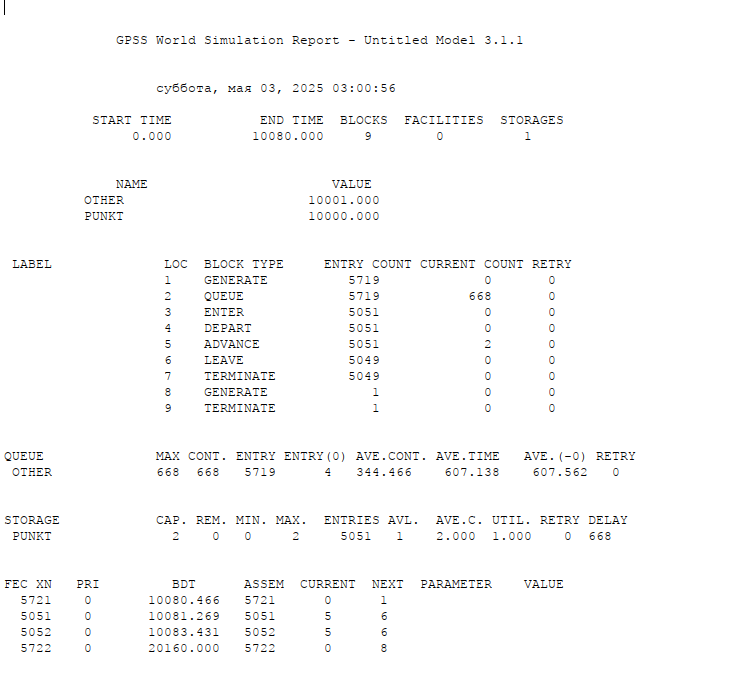 GPSS World Simulation Report - Untitled Model 3.1.1
суббота, мая 03, 2025 03:00:56
START TIME END TIME BLOCKS FACILITIES STORAGES
0.000 10080.000 9 0 1
NAME VALUE
OTHER 10001.000
PUNKT 10000.000
LABEL LOC BLOCK TYPE ENTRY COUNT CURRENT COUNT RETRY
1 GENERATE 5719 0 0
2 QUEUE 5719 668 0
3 ENTER 5051 0 0
4 DEPART 5051 0 0
5 ADVANCE 5051 2 0
6 LEAVE 5049 0 0
7 TERMINATE 5049 0 0
8 GENERATE 1 0 0
9 TERMINATE 1 0 0
QUEUE MAX CONT. ENTRY ENTRY(0) AVE.CONT. AVE.TIME AVE.(-0) RETRY
OTHER 668 668 5719 4 344.466 607.138 607.562 0
STORAGE CAP. REM. MIN. MAX. ENTRIES AVL. AVE.C. UTIL. RETRY DELAY
PUNKT 2 0 0 2 5051 1 2.000 1.000 0 668
FEC XN PRI BDT ASSEM CURRENT NEXT PARAMETER VALUE
5721 0 10080.466 5721 0 1
5051 0 10081.269 5051 5 6
5052 0 10083.431 5052 5 6
5722 0 20160.000 5722 0 8